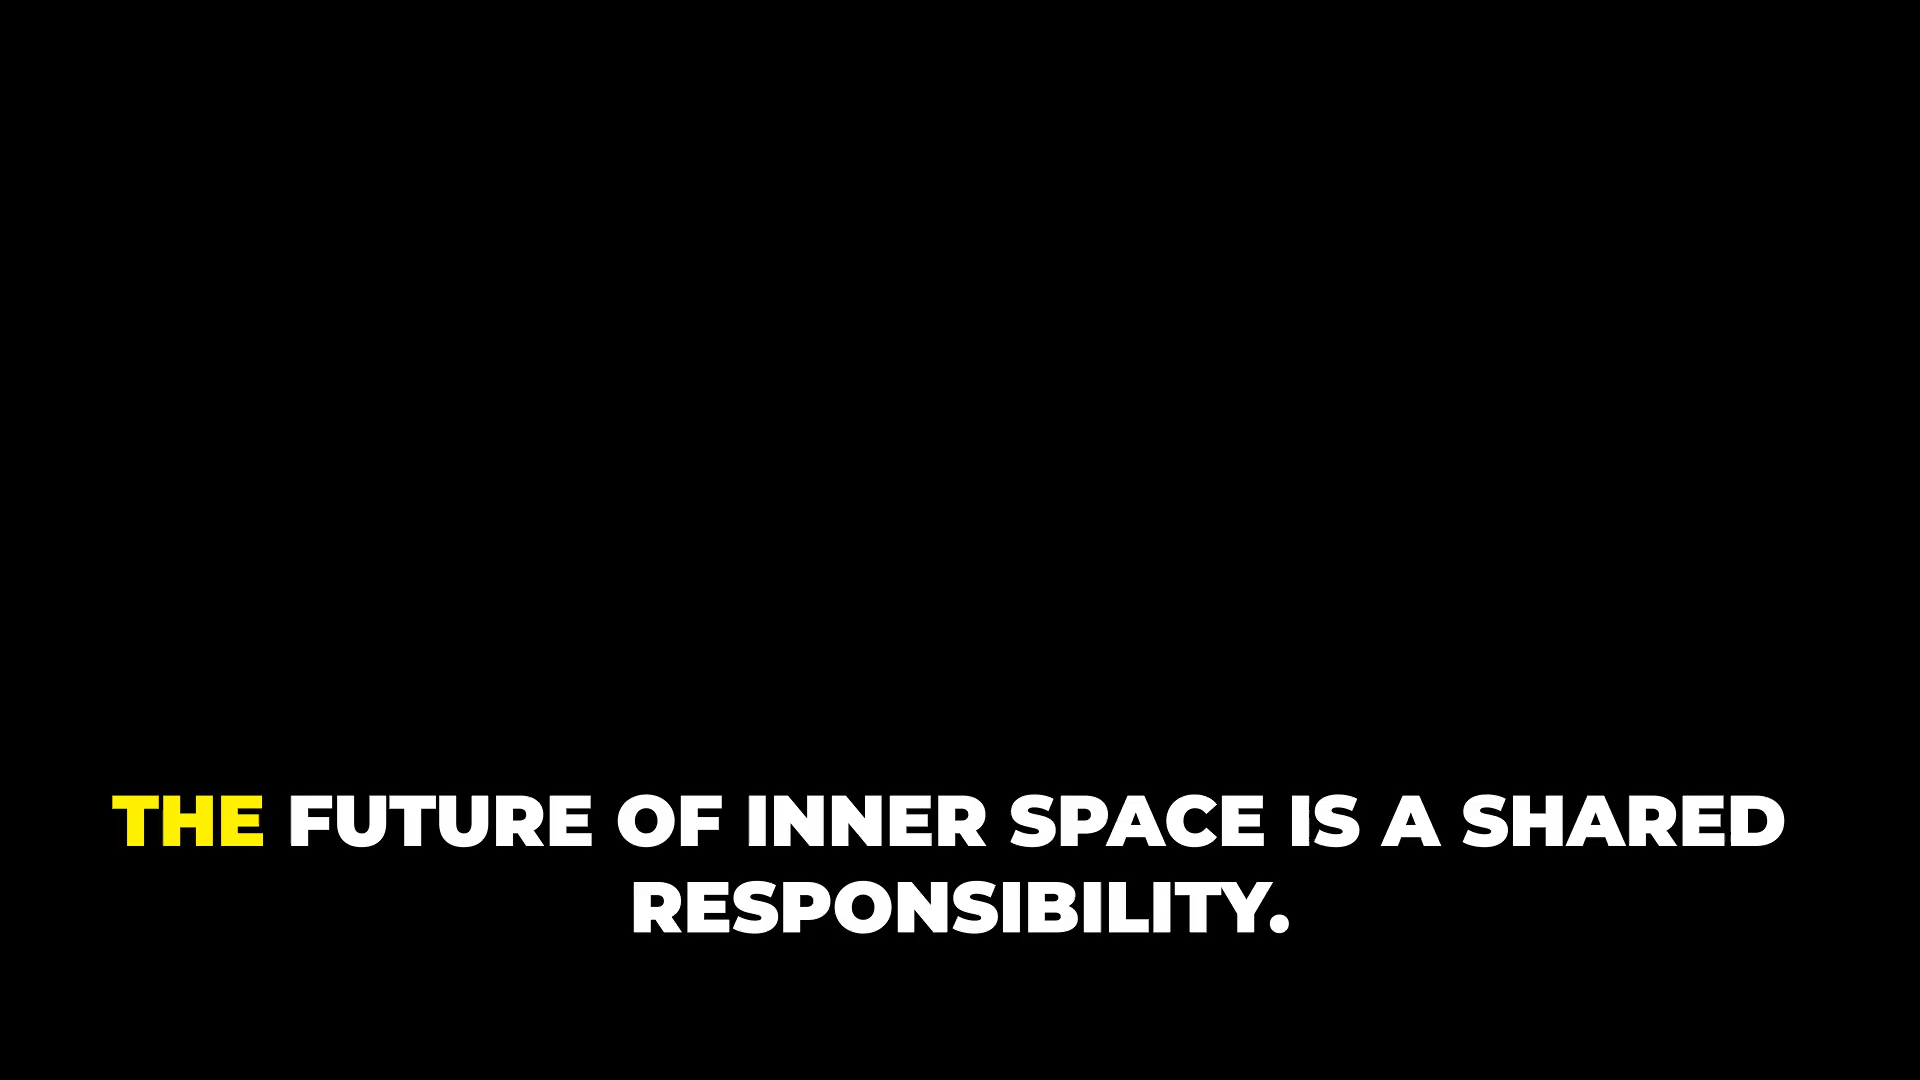 THE FUTURE OF INNER SPACE IS A SHARED
RESPONSIBILITY.